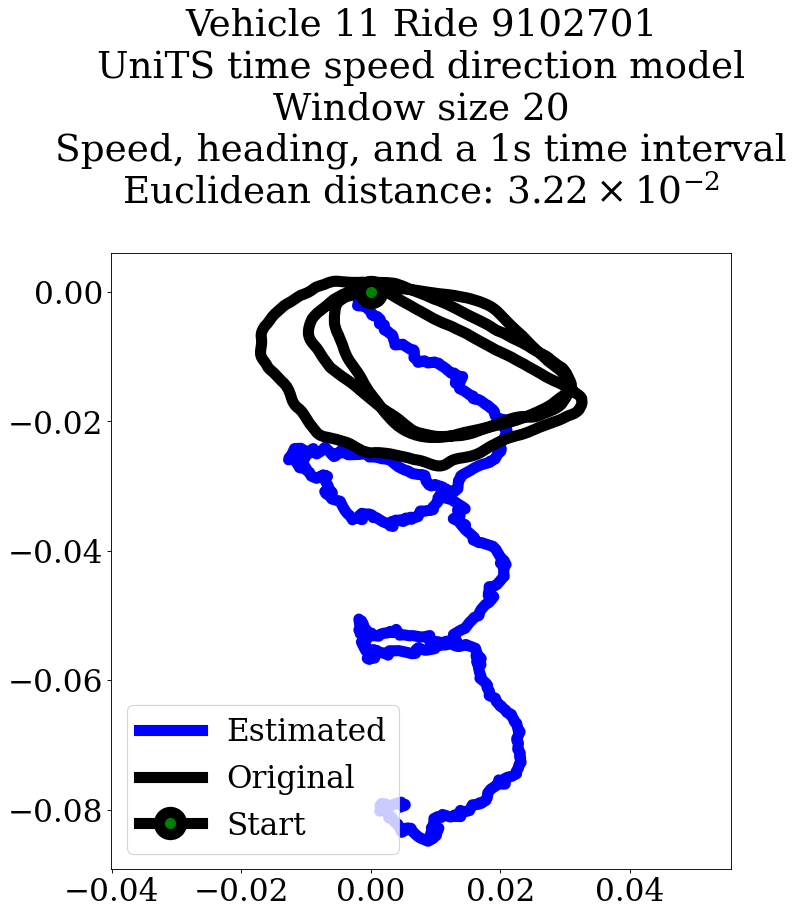 Vehicle 11 Ride 9102701
UniTS time speed direction model
Window size 20
Speed, heading, and a 1s time interval
Euclidean distance: 3.22 × 10⁻²
0.00
−0.02
−0.04
−0.06
−0.08
Estimated
Original
Start
−0.04 −0.02 0.00 0.02 0.04